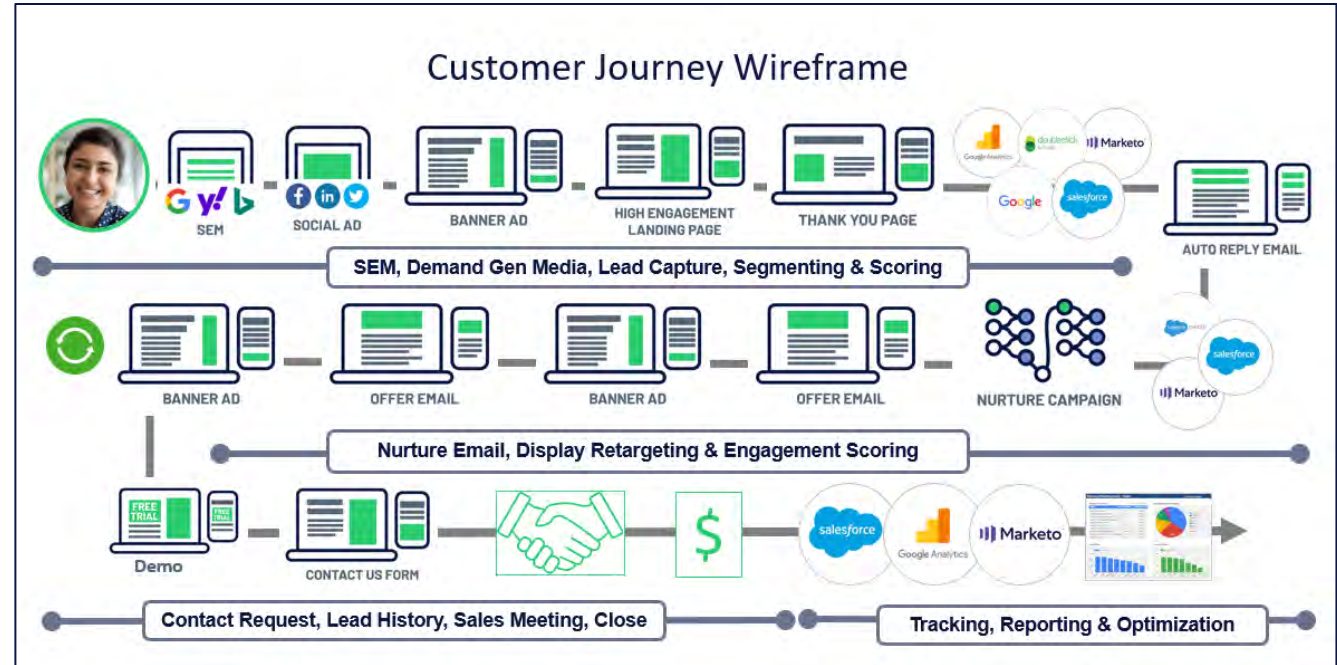 Customer Journey Wireframe
Google Analytics
doubleclick
Marketo
Google
salesforce
SEM
SOCIAL AD
BANNER AD
HIGH ENGAGEMENT
LANDING PAGE
THANK YOU PAGE
AUTO REPLY EMAIL
SEM, Demand Gen Media, Lead Capture, Segmenting & Scoring
salesforce
Marketo
BANNER AD
OFFER EMAIL
BANNER AD
OFFER EMAIL
NURTURE CAMPAIGN
Nurture Email, Display Retargeting & Engagement Scoring
FREE
TRIAL
FREE
TRIAL
Demo
CONTACT US FORM
$
salesforce
Google Analytics
Marketo
Contact Request, Lead History, Sales Meeting, Close
Tracking, Reporting & Optimization